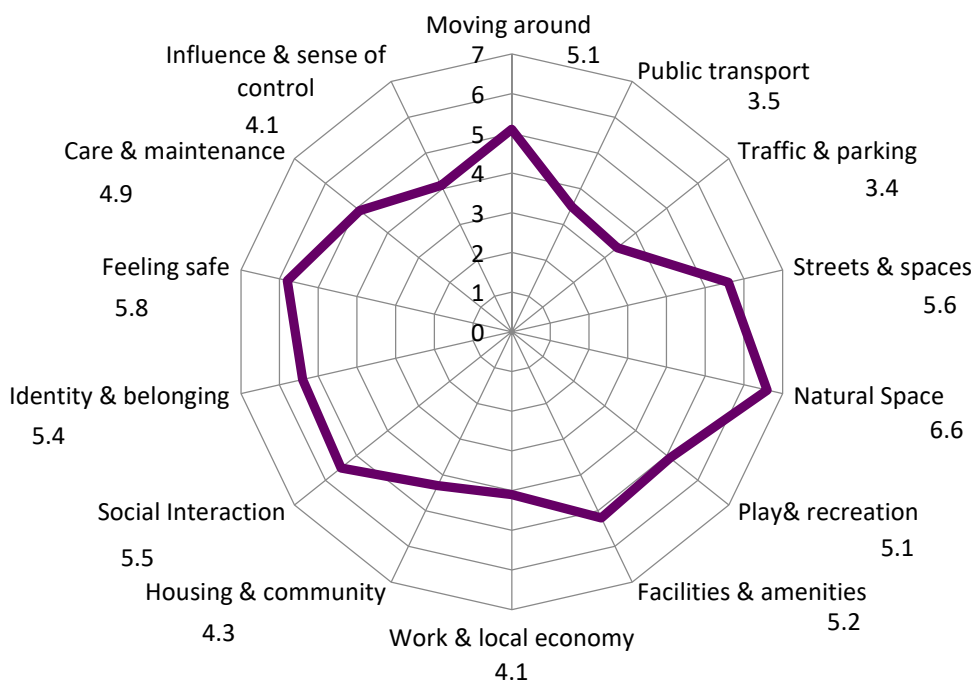 Moving around
5.1
Public transport
3.5
Traffic & parking
3.4
Streets & spaces
5.6
Natural Space
6.6
Play& recreation
5.1
Facilities & amenities
5.2
Work & local economy
4.1
Housing & community
4.3
Social Interaction
5.5
Identity & belonging
5.4
Feeling safe
5.8
Care & maintenance
4.9
Influence & sense of
control
4.1
7
6
5
4
3
2
1
0